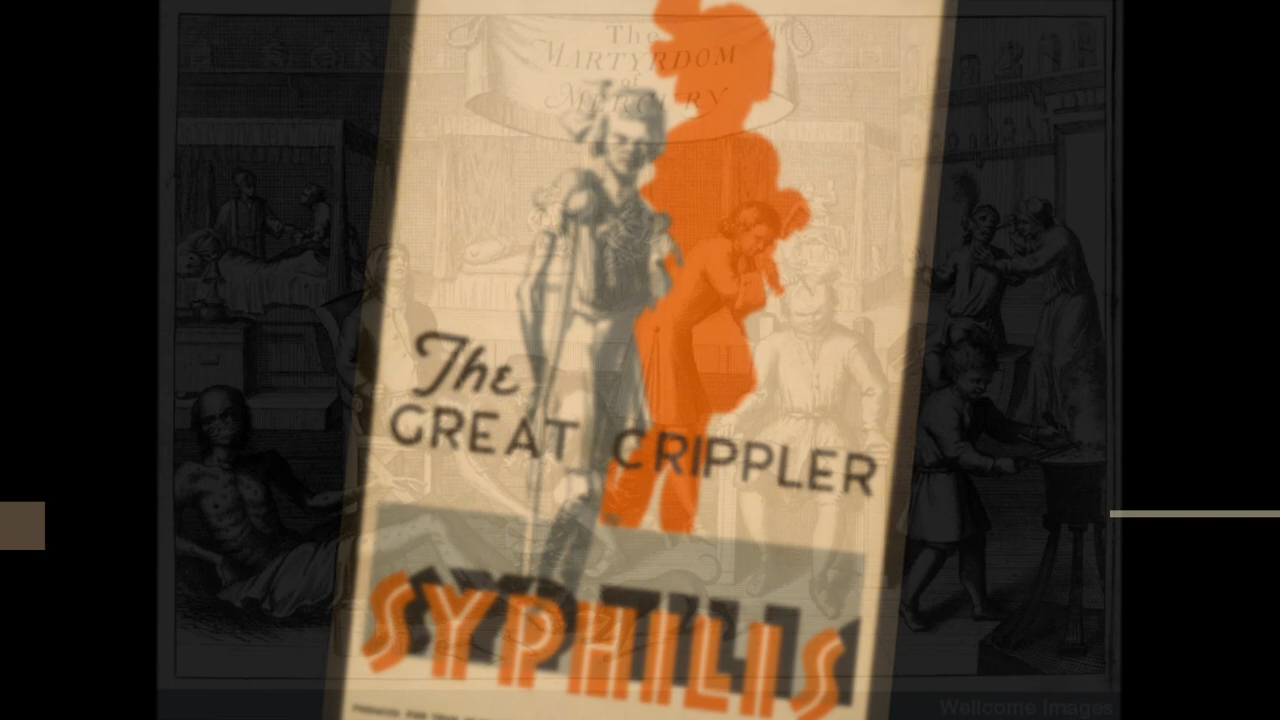 The
MARTYRDOM
of
MERCURY
The
GREAT CRIPPLER
SYPHILIS
Wellcome Images